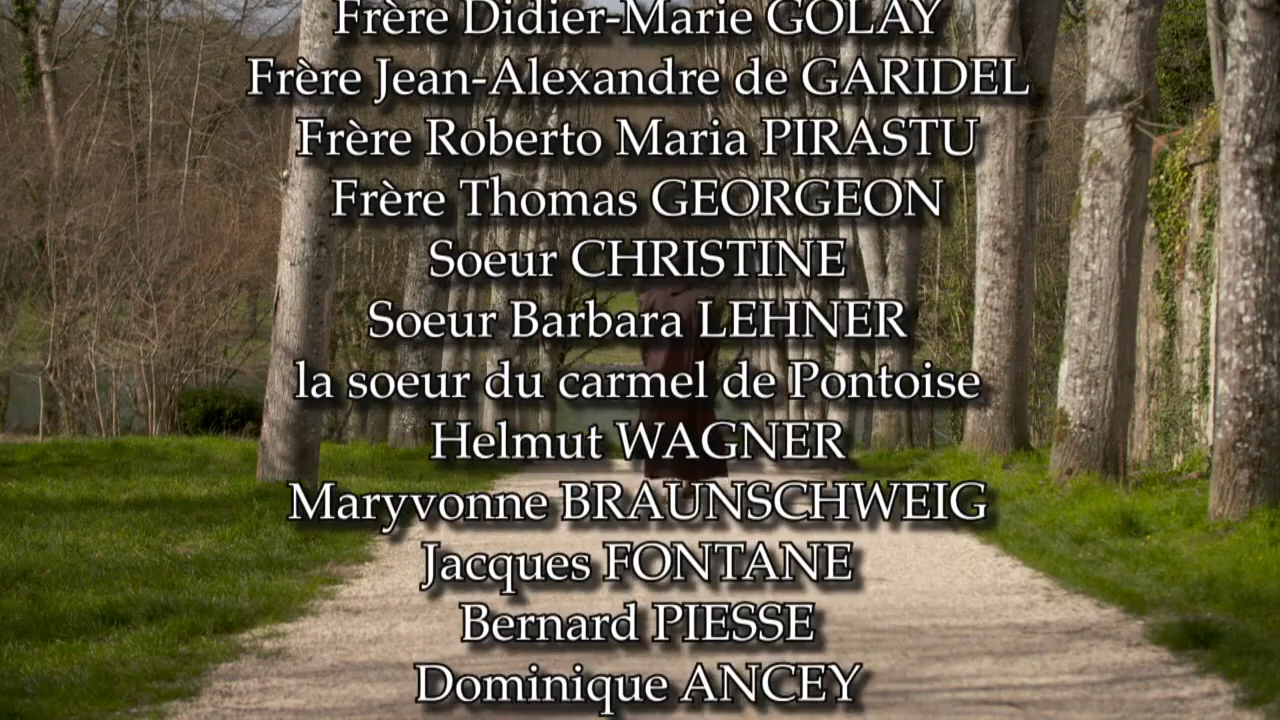 Frère Didier-Marie GOLAY
Frère Jean-Alexandre de GARIDEL
Frère Roberto Maria PIRASTU
Frère Thomas GEORGEON
Soeur CHRISTINE
Soeur Barbara LEHNER
la soeur du carmel de Pontoise
Helmut WAGNER
Maryvonne BRAUNSCHWEIG
Jacques FONTANE
Bernard PIESSE
Dominique ANCEY